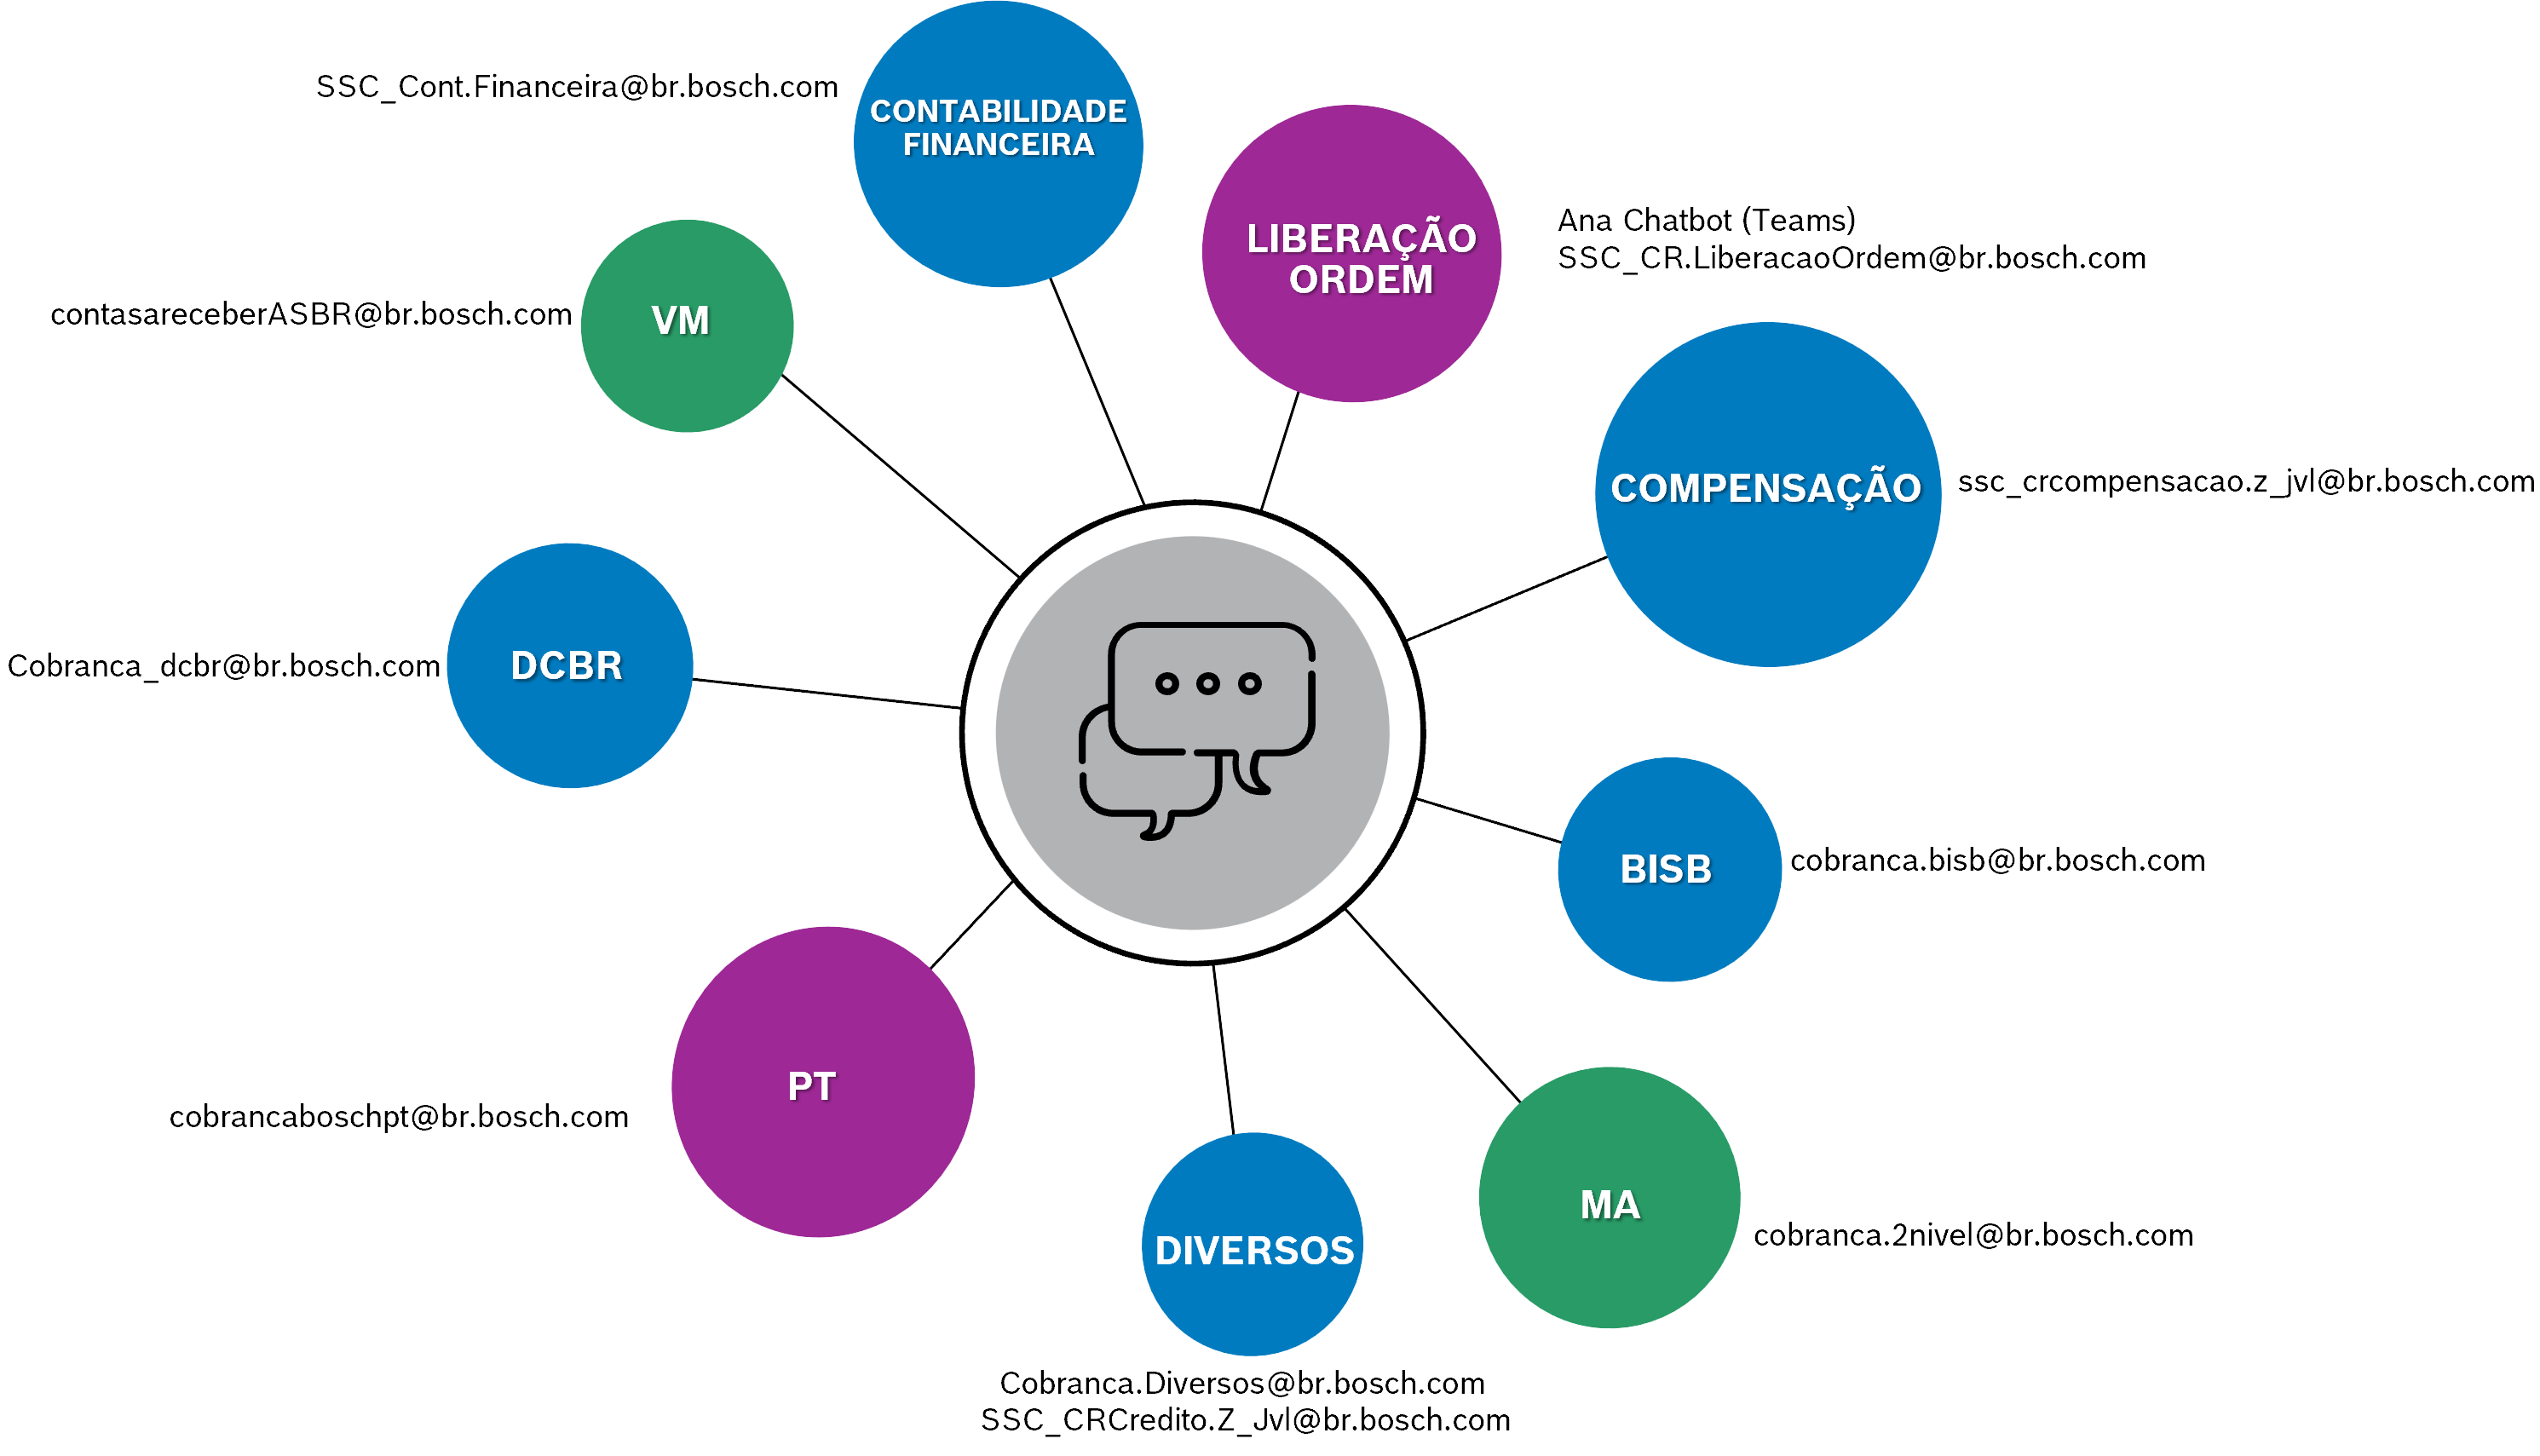 SSC_Cont.Financeira@br.bosch.com
CONTABILIDADE
FINANCEIRA
LIBERAÇÃO
ORDEM
Ana Chatbot (Teams)
SSC_CR.LiberacaoOrdem@br.bosch.com
contasareceberASBR@br.bosch.com
VM
COMPENSAÇÃO
ssc_crcompensacao.z_jvl@br.bosch.com
Cobranca_dcbr@br.bosch.com
DCBR
BISB
cobranca.bisb@br.bosch.com
PT
cobrancaboschpt@br.bosch.com
MA
cobranca.2nivel@br.bosch.com
DIVERSOS
Cobranca.Diversos@br.bosch.com
SSC_CRCredito.Z_Jvl@br.bosch.com